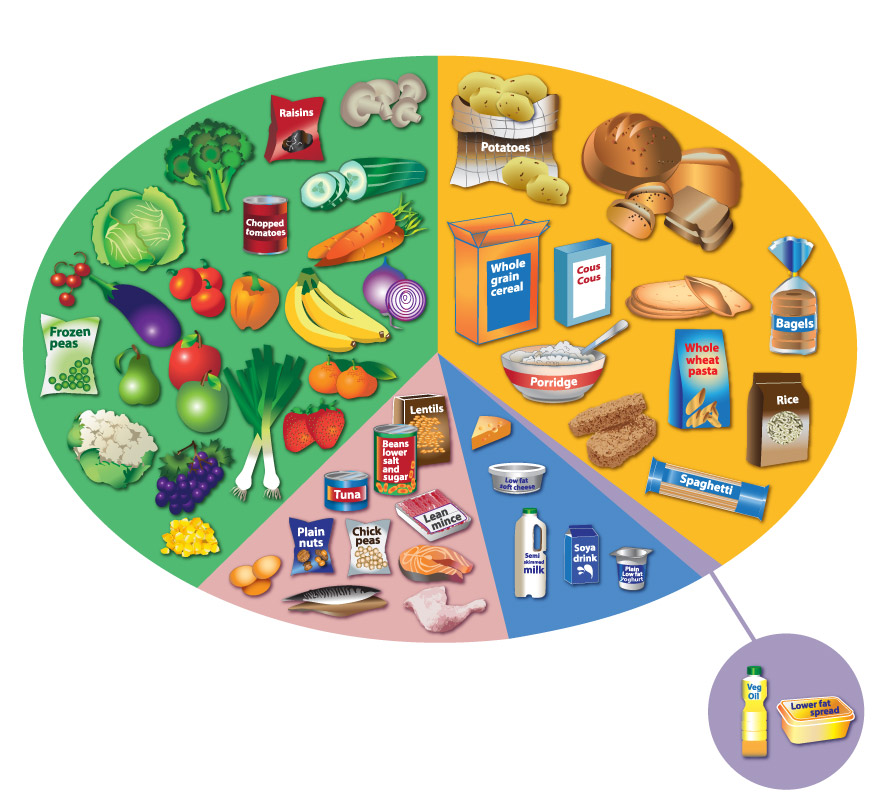 Raisins
Chopped
tomatoes
Frozen
peas
Potatoes
Whole
grain
cereal
Cous
Cous
Bagels
Porridge
Whole
wheat
pasta
Rice
Spaghetti
Lentils
Beans
lower
salt
and
sugar
Tuna
Lean
mince
Plain
nuts
Chick
peas
Low fat
soft cheese
Semi
skimmed
milk
Soya
drink
Plain
Low fat
yoghurt
Veg
Oil
Lower fat
spread